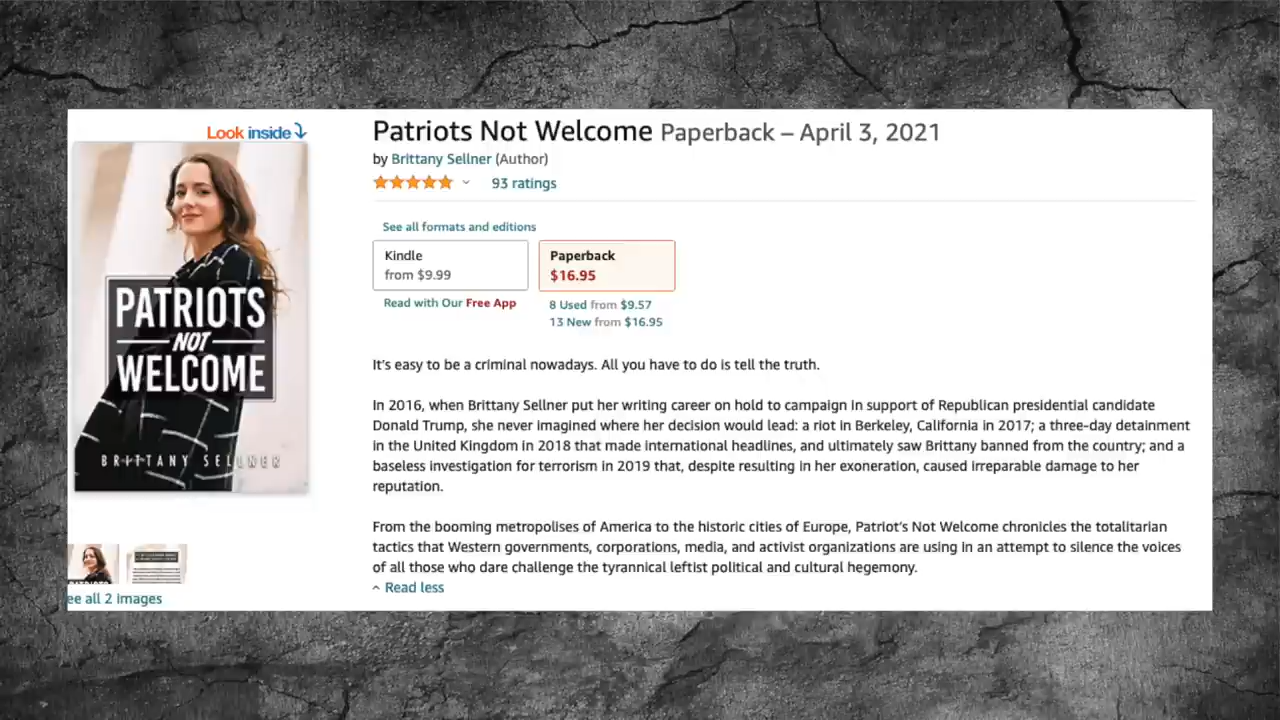 Look inside
PATRIOTS
NOT
WELCOME
BRITTANY SELLNER
ee all 2 images
Patriots Not Welcome Paperback – April 3, 2021
by Brittany Sellner (Author)
93 ratings
See all formats and editions
Kindle
from $9.99
Read with Our Free App
Paperback
$16.95
8 Used from $9.57
13 New from $16.95
It's easy to be a criminal nowadays. All you have to do is tell the truth.
In 2016, when Brittany Sellner put her writing career on hold to campaign in support of Republican presidential candidate
Donald Trump, she never imagined where her decision would lead: a riot in Berkeley, California in 2017; a three-day detainment
in the United Kingdom in 2018 that made international headlines, and ultimately saw Brittany banned from the country; and a
baseless investigation for terrorism in 2019 that, despite resulting in her exoneration, caused irreparable damage to her
reputation.
From the booming metropolises of America to the historic cities of Europe, Patriot's Not Welcome chronicles the totalitarian
tactics that Western governments, corporations, media, and activist organizations are using in an attempt to silence the voices
of all those who dare challenge the tyrannical leftist political and cultural hegemony.
Read less